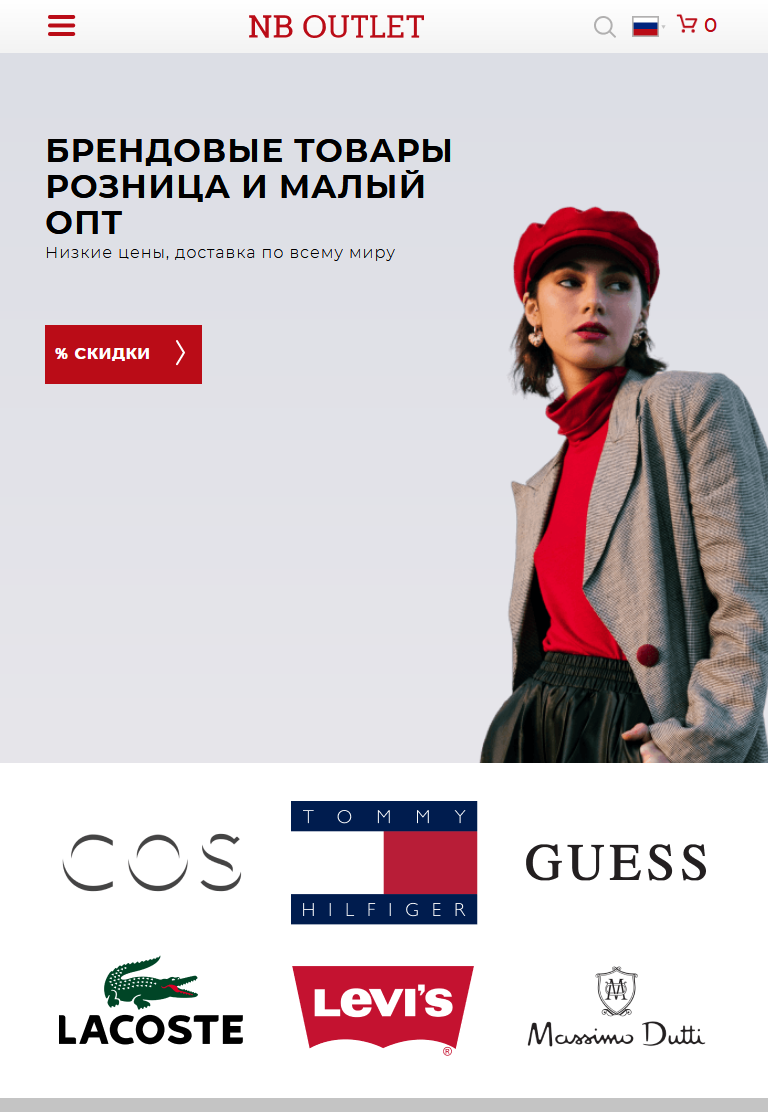 NB OUTLET
0
БРЕНДОВЫЕ ТОВАРЫ
РОЗНИЦА И МАЛЫЙ
ОПТ
Низкие цены, доставка по всему миру
% СКИДКИ
COS
TOMMY
HILFIGER
GUESS
LACOSTE
Levi's
®
Massimo Dutti